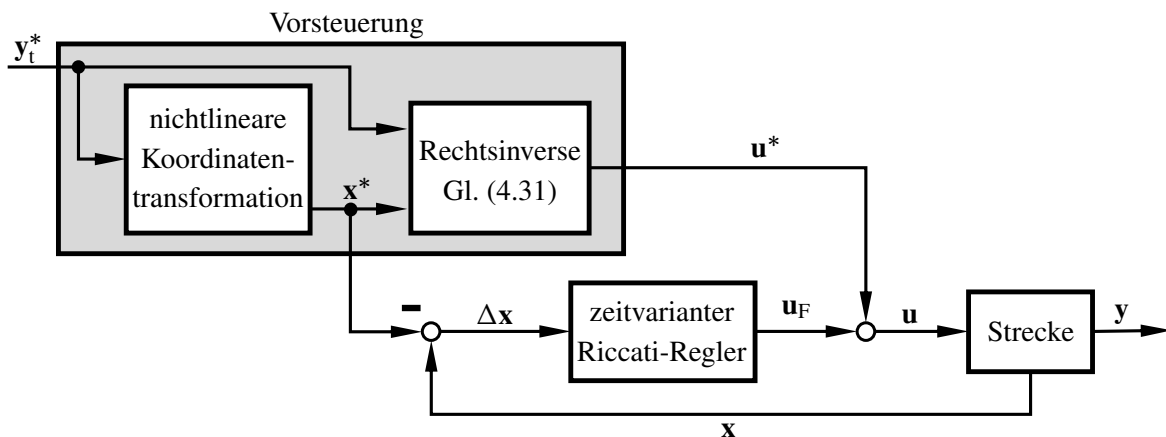 Vorsteuerung
y*t
nichtlineare
Koordinaten-
transformation
x*
Rechtsinverse
Gl. (4.31)
u*
−
Δx
zeitvarianter
Riccati-Regler
uF
u
Strecke
y
x